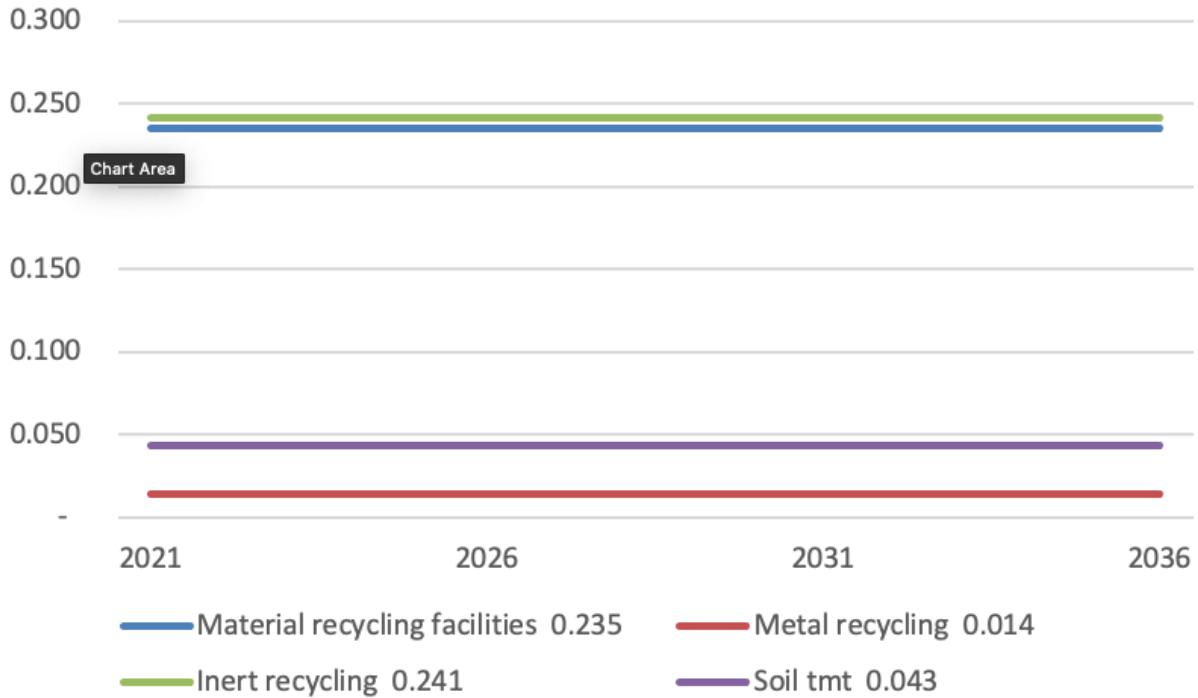 0.300
0.250
Chart Area
0.200
0.150
0.100
0.050
-
2021 2026 2031 2036
Material recycling facilities 0.235 Metal recycling 0.014
Inert recycling 0.241 Soil tmt 0.043